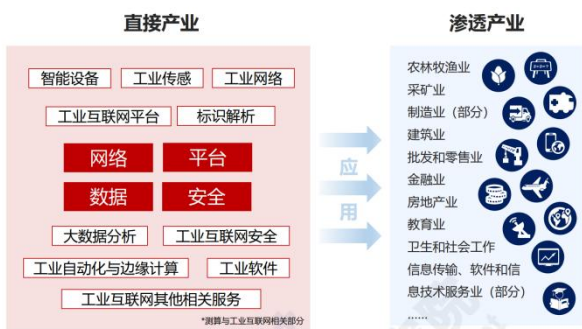 直接产业
渗透产业
智能设备
工业传感
工业网络
工业互联网平台
标识解析
网络
平台
数据
安全
大数据分析
工业互联网安全
工业自动化与边缘计算
工业软件
工业互联网其他相关服务
*测算与工业互联网相关部分
应
用
农林牧渔业
采矿业
制造业（部分）
建筑业
批发和零售业
金融业
房地产业
教育业
卫生和社会工作
信息传输、软件和信
息技术服务业（部分）
......